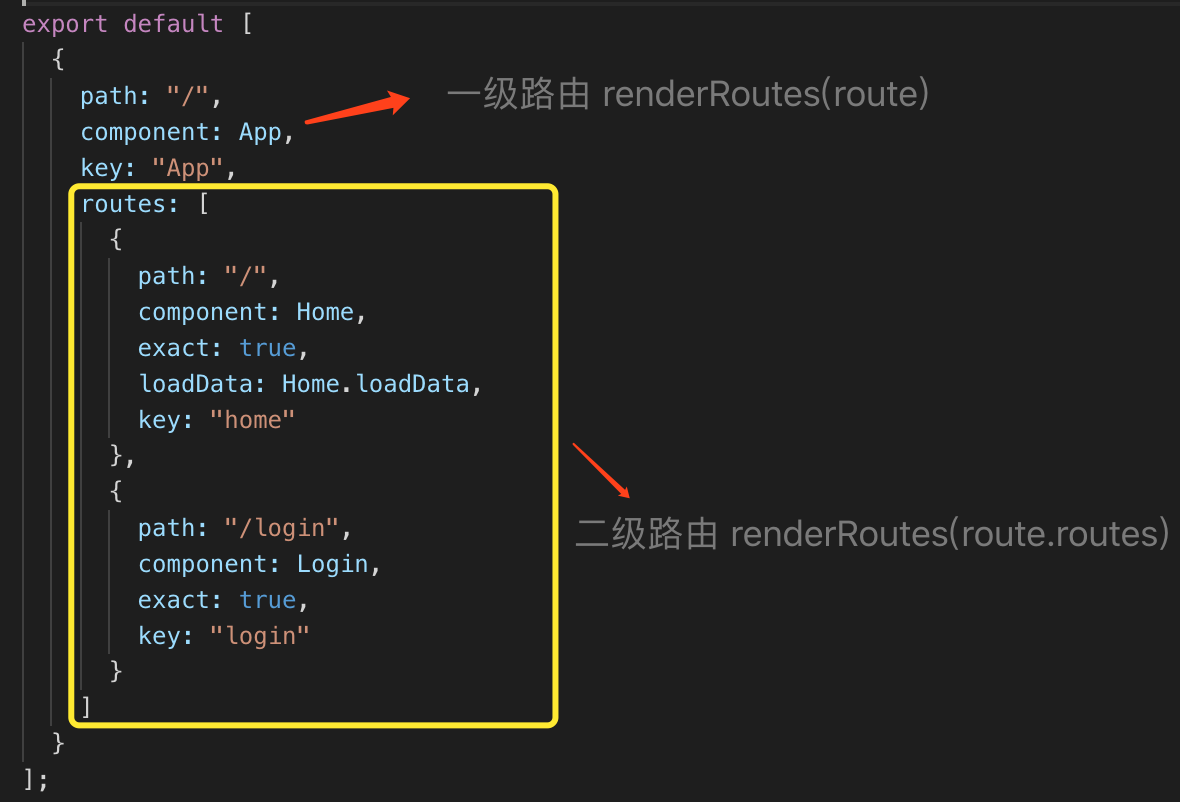 export default [
{
path: "/",
一级路由 renderRoutes(route)
component: App,
key: "App",
routes: [
{
path: "/",
component: Home,
exact: true,
loadData: Home.loadData,
key: "home"
},
{
path: "/login",
二级路由 renderRoutes(route.routes)
component: Login,
exact: true,
key: "login"
}
]
}
];